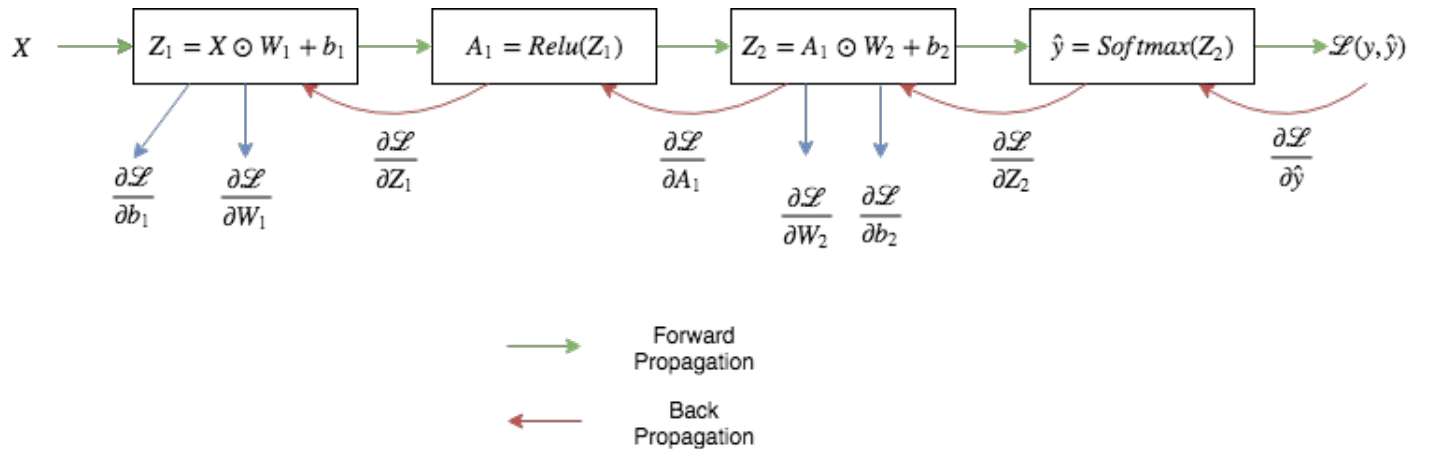 X
Z₁ = X ⊙ W₁ + b₁
A₁ = Relu(Z₁)
Z₂ = A₁ ⊙ W₂ + b₂
ŷ = Softmax(Z₂)
ℒ(y, ŷ)
∂ℒ/∂b₁
∂ℒ/∂W₁
∂ℒ/∂Z₁
∂ℒ/∂A₁
∂ℒ/∂W₂
∂ℒ/∂b₂
∂ℒ/∂Z₂
∂ℒ/∂ŷ
Forward
Propagation
Back
Propagation